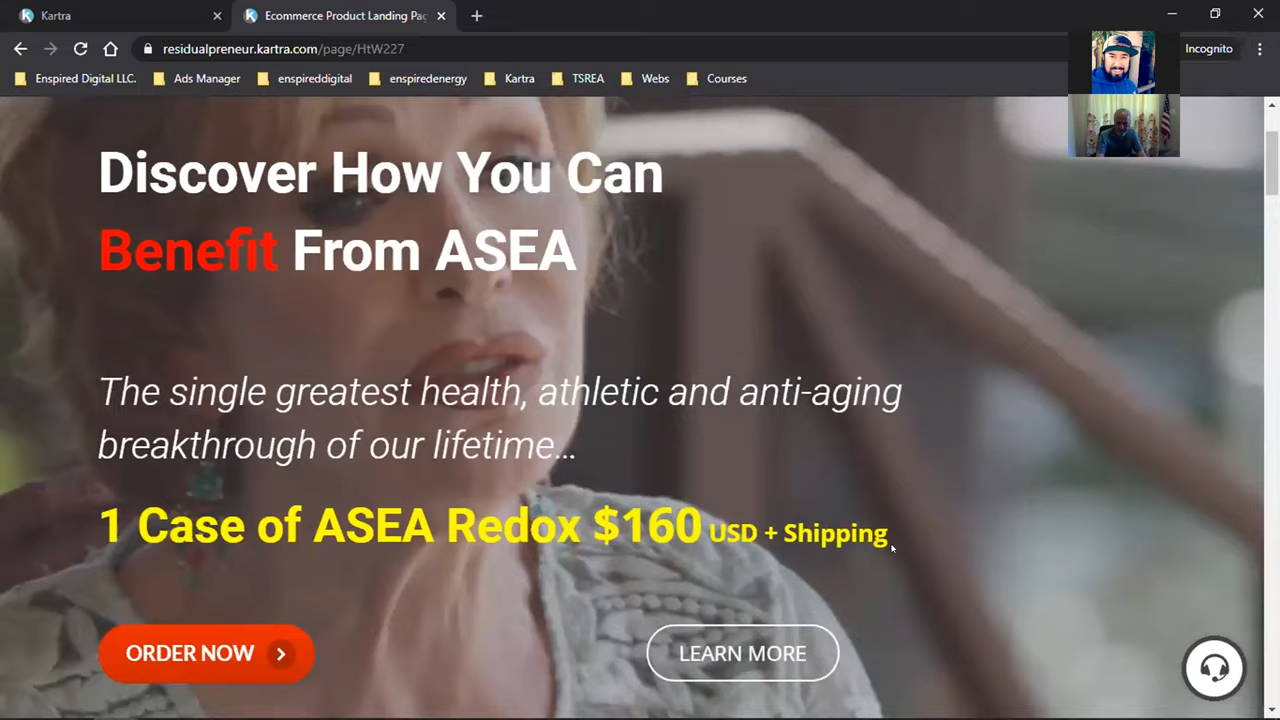 Kartra
Ecommerce Product Landing Pag
residualpreneur.kartra.com/page/HtW227
Incognito
Enspired Digital LLC.
Ads Manager
enspireddigital
enspiredenergy
Kartra
TSREA
Webs
Courses
Discover How You Can
Benefit From ASEA
The single greatest health, athletic and anti-aging
breakthrough of our lifetime...
1 Case of ASEA Redox $160 USD + Shipping
ORDER NOW
LEARN MORE